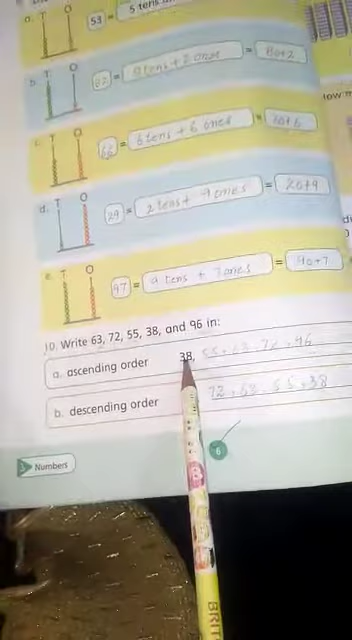 a. T O 53 = 5 tens
b. T O 82 = 8 tens + 2 ones = 80+2
c. T O 66 = 6 tens + 6 ones =
d. T O 29 = 2 tens + 9 ones = 20+9
e. T O 97 = 9 tens + 7 ones = 90+7
10. Write 63, 72, 55, 38, and 96 in:
a. ascending order 38, 55, 63, 72, 96
b. descending order 72, 63, 55, 38
Numbers
6
BRIT